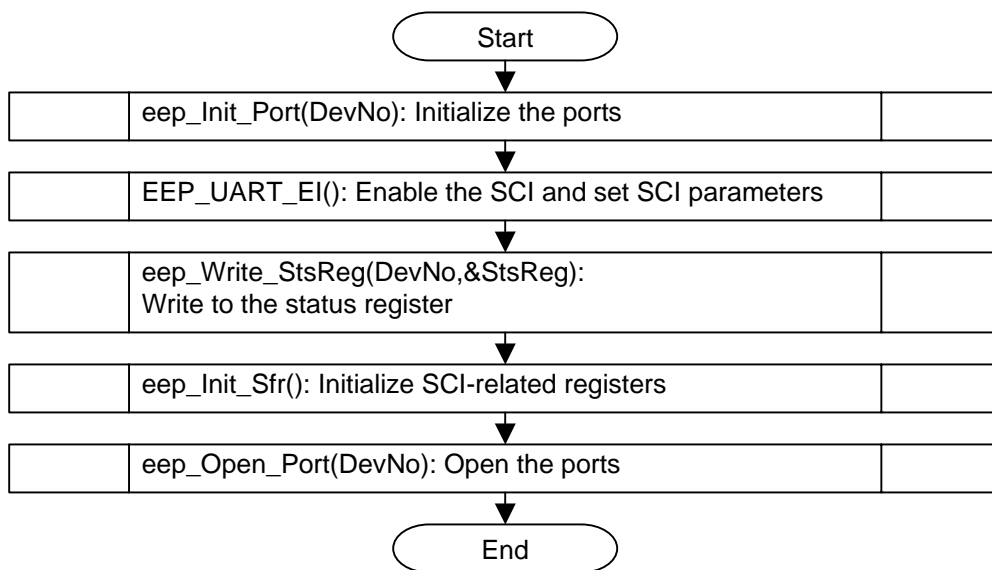 Start
eep_Init_Port(DevNo): Initialize the ports
EEP_UART_EI(): Enable the SCI and set SCI parameters
eep_Write_StsReg(DevNo,&StsReg):
Write to the status register
eep_Init_Sfr(): Initialize SCI-related registers
eep_Open_Port(DevNo): Open the ports
End